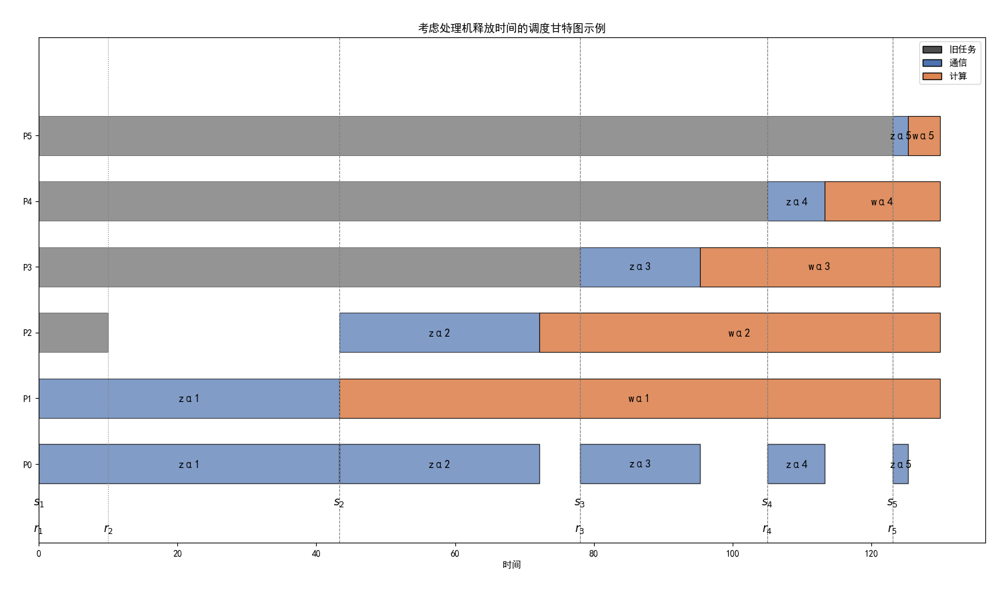 考虑处理机释放时间的调度甘特图示例
旧任务
通信
计算
P5
zα5
wα5
P4
zα4
wα4
P3
zα3
wα3
P2
zα2
wα2
P1
zα1
wα1
P0
zα1
zα2
zα3
zα4
zα5
s₁
s₂
s₃
s₄
s₅
r₁
r₂
r₃
r₄
r₅
0
20
40
60
80
100
120
时间